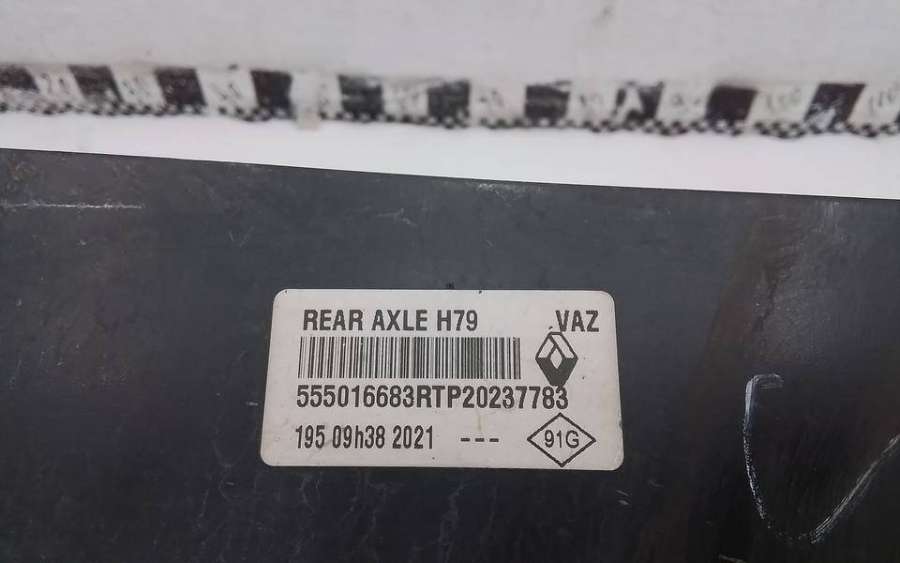 REAR AXLE H79 VAZ
555016683RTP20237783
195 09h38 2021 --- 91G